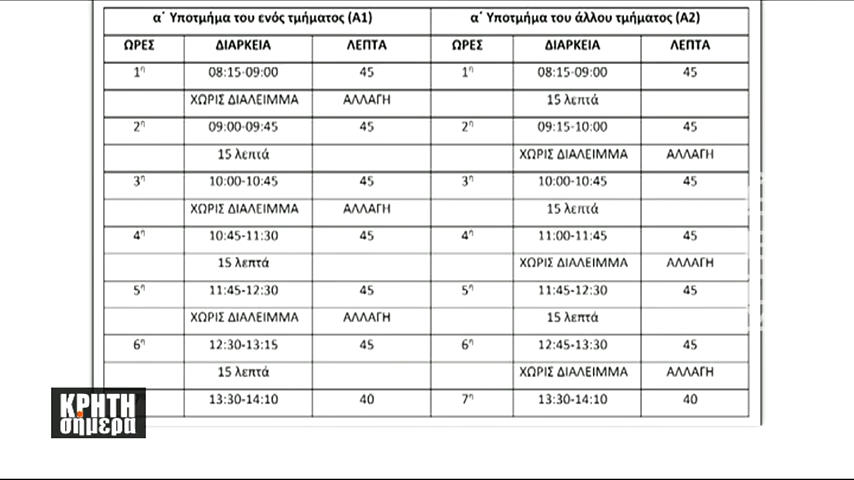 α΄ Υποτμήμα του ενός τμήματος (Α1) α΄ Υποτμήμα του άλλου τμήματος (Α2)
ΩΡΕΣ ΔΙΑΡΚΕΙΑ ΛΕΠΤΑ ΩΡΕΣ ΔΙΑΡΚΕΙΑ ΛΕΠΤΑ
1η 08:15-09:00 45 1η 08:15-09:00 45
ΧΩΡΙΣ ΔΙΑΛΕΙΜΜΑ ΑΛΛΑΓΗ 15 λεπτά
2η 09:00-09:45 45 2η 09:15-10:00 45
15 λεπτά ΧΩΡΙΣ ΔΙΑΛΕΙΜΜΑ ΑΛΛΑΓΗ
3η 10:00-10:45 45 3η 10:00-10:45 45
ΧΩΡΙΣ ΔΙΑΛΕΙΜΜΑ ΑΛΛΑΓΗ 15 λεπτά
4η 10:45-11:30 45 4η 11:00-11:45 45
15 λεπτά ΧΩΡΙΣ ΔΙΑΛΕΙΜΜΑ ΑΛΛΑΓΗ
5η 11:45-12:30 45 5η 11:45-12:30 45
ΧΩΡΙΣ ΔΙΑΛΕΙΜΜΑ ΑΛΛΑΓΗ 15 λεπτά
6η 12:30-13:15 45 6η 12:45-13:30 45
15 λεπτά ΧΩΡΙΣ ΔΙΑΛΕΙΜΜΑ ΑΛΛΑΓΗ
13:30-14:10 40 7η 13:30-14:10 40
ΚΡΗΤΗ
σήμερα